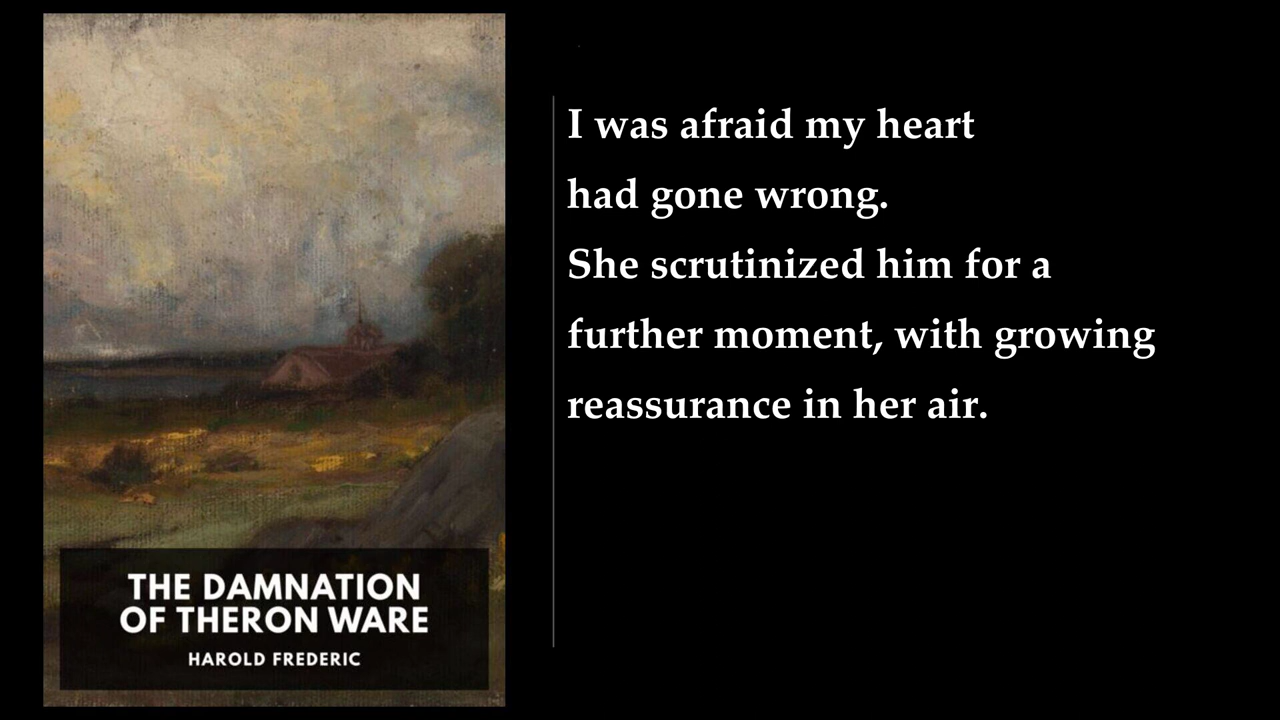 THE DAMNATION
OF THERON WARE
HAROLD FREDERIC
I was afraid my heart
had gone wrong.
She scrutinized him for a
further moment, with growing
reassurance in her air.